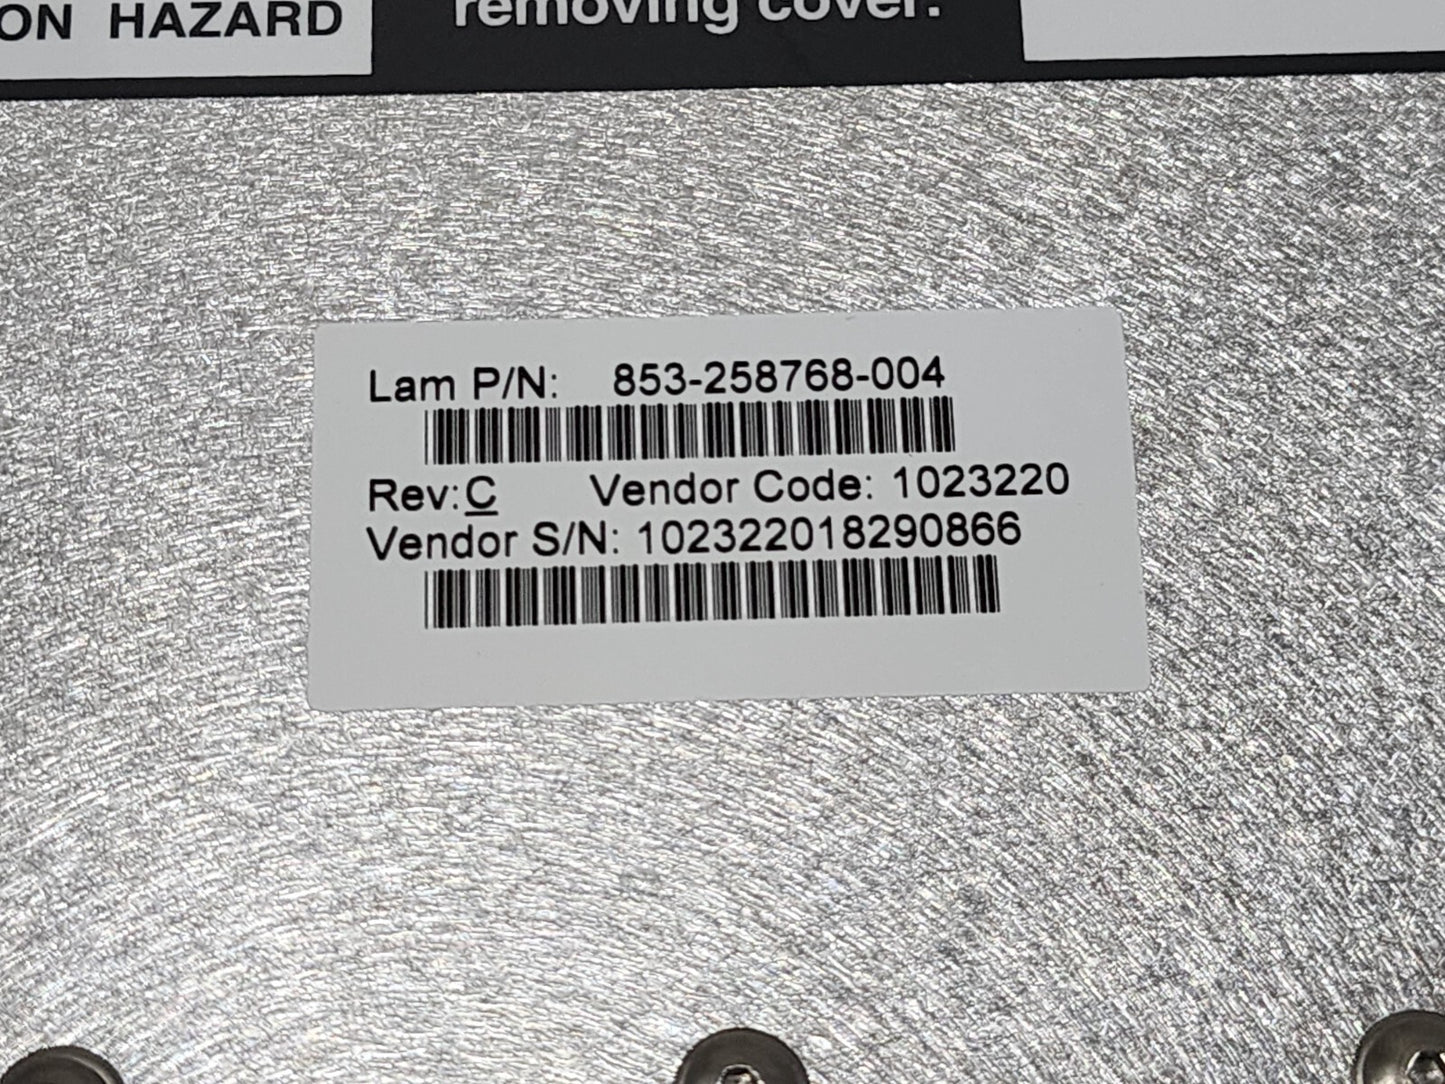 ON HAZARD
removing cover.
Lam P/N: 853-258768-004
Rev:C Vendor Code: 1023220
Vendor S/N: 102322018290866